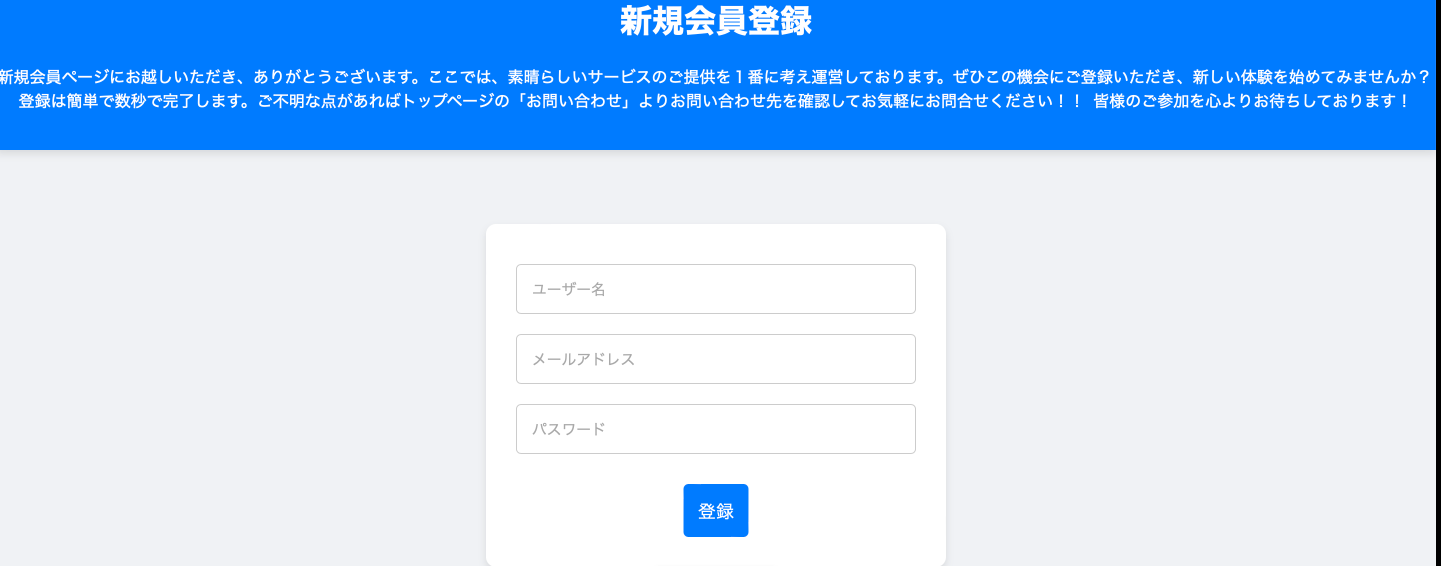 新規会員登録
新規会員ページにお越しいただき、ありがとうございます。ここでは、素晴らしいサービスのご提供を１番に考え運営しております。ぜひこの機会にご登録いただき、新しい体験を始めてみませんか？
登録は簡単で数秒で完了します。ご不明な点があればトップページの「お問い合わせ」よりお問い合わせ先を確認してお気軽にお問合せください！！ 皆様のご参加を心よりお待ちしております！
ユーザー名
メールアドレス
パスワード
登録